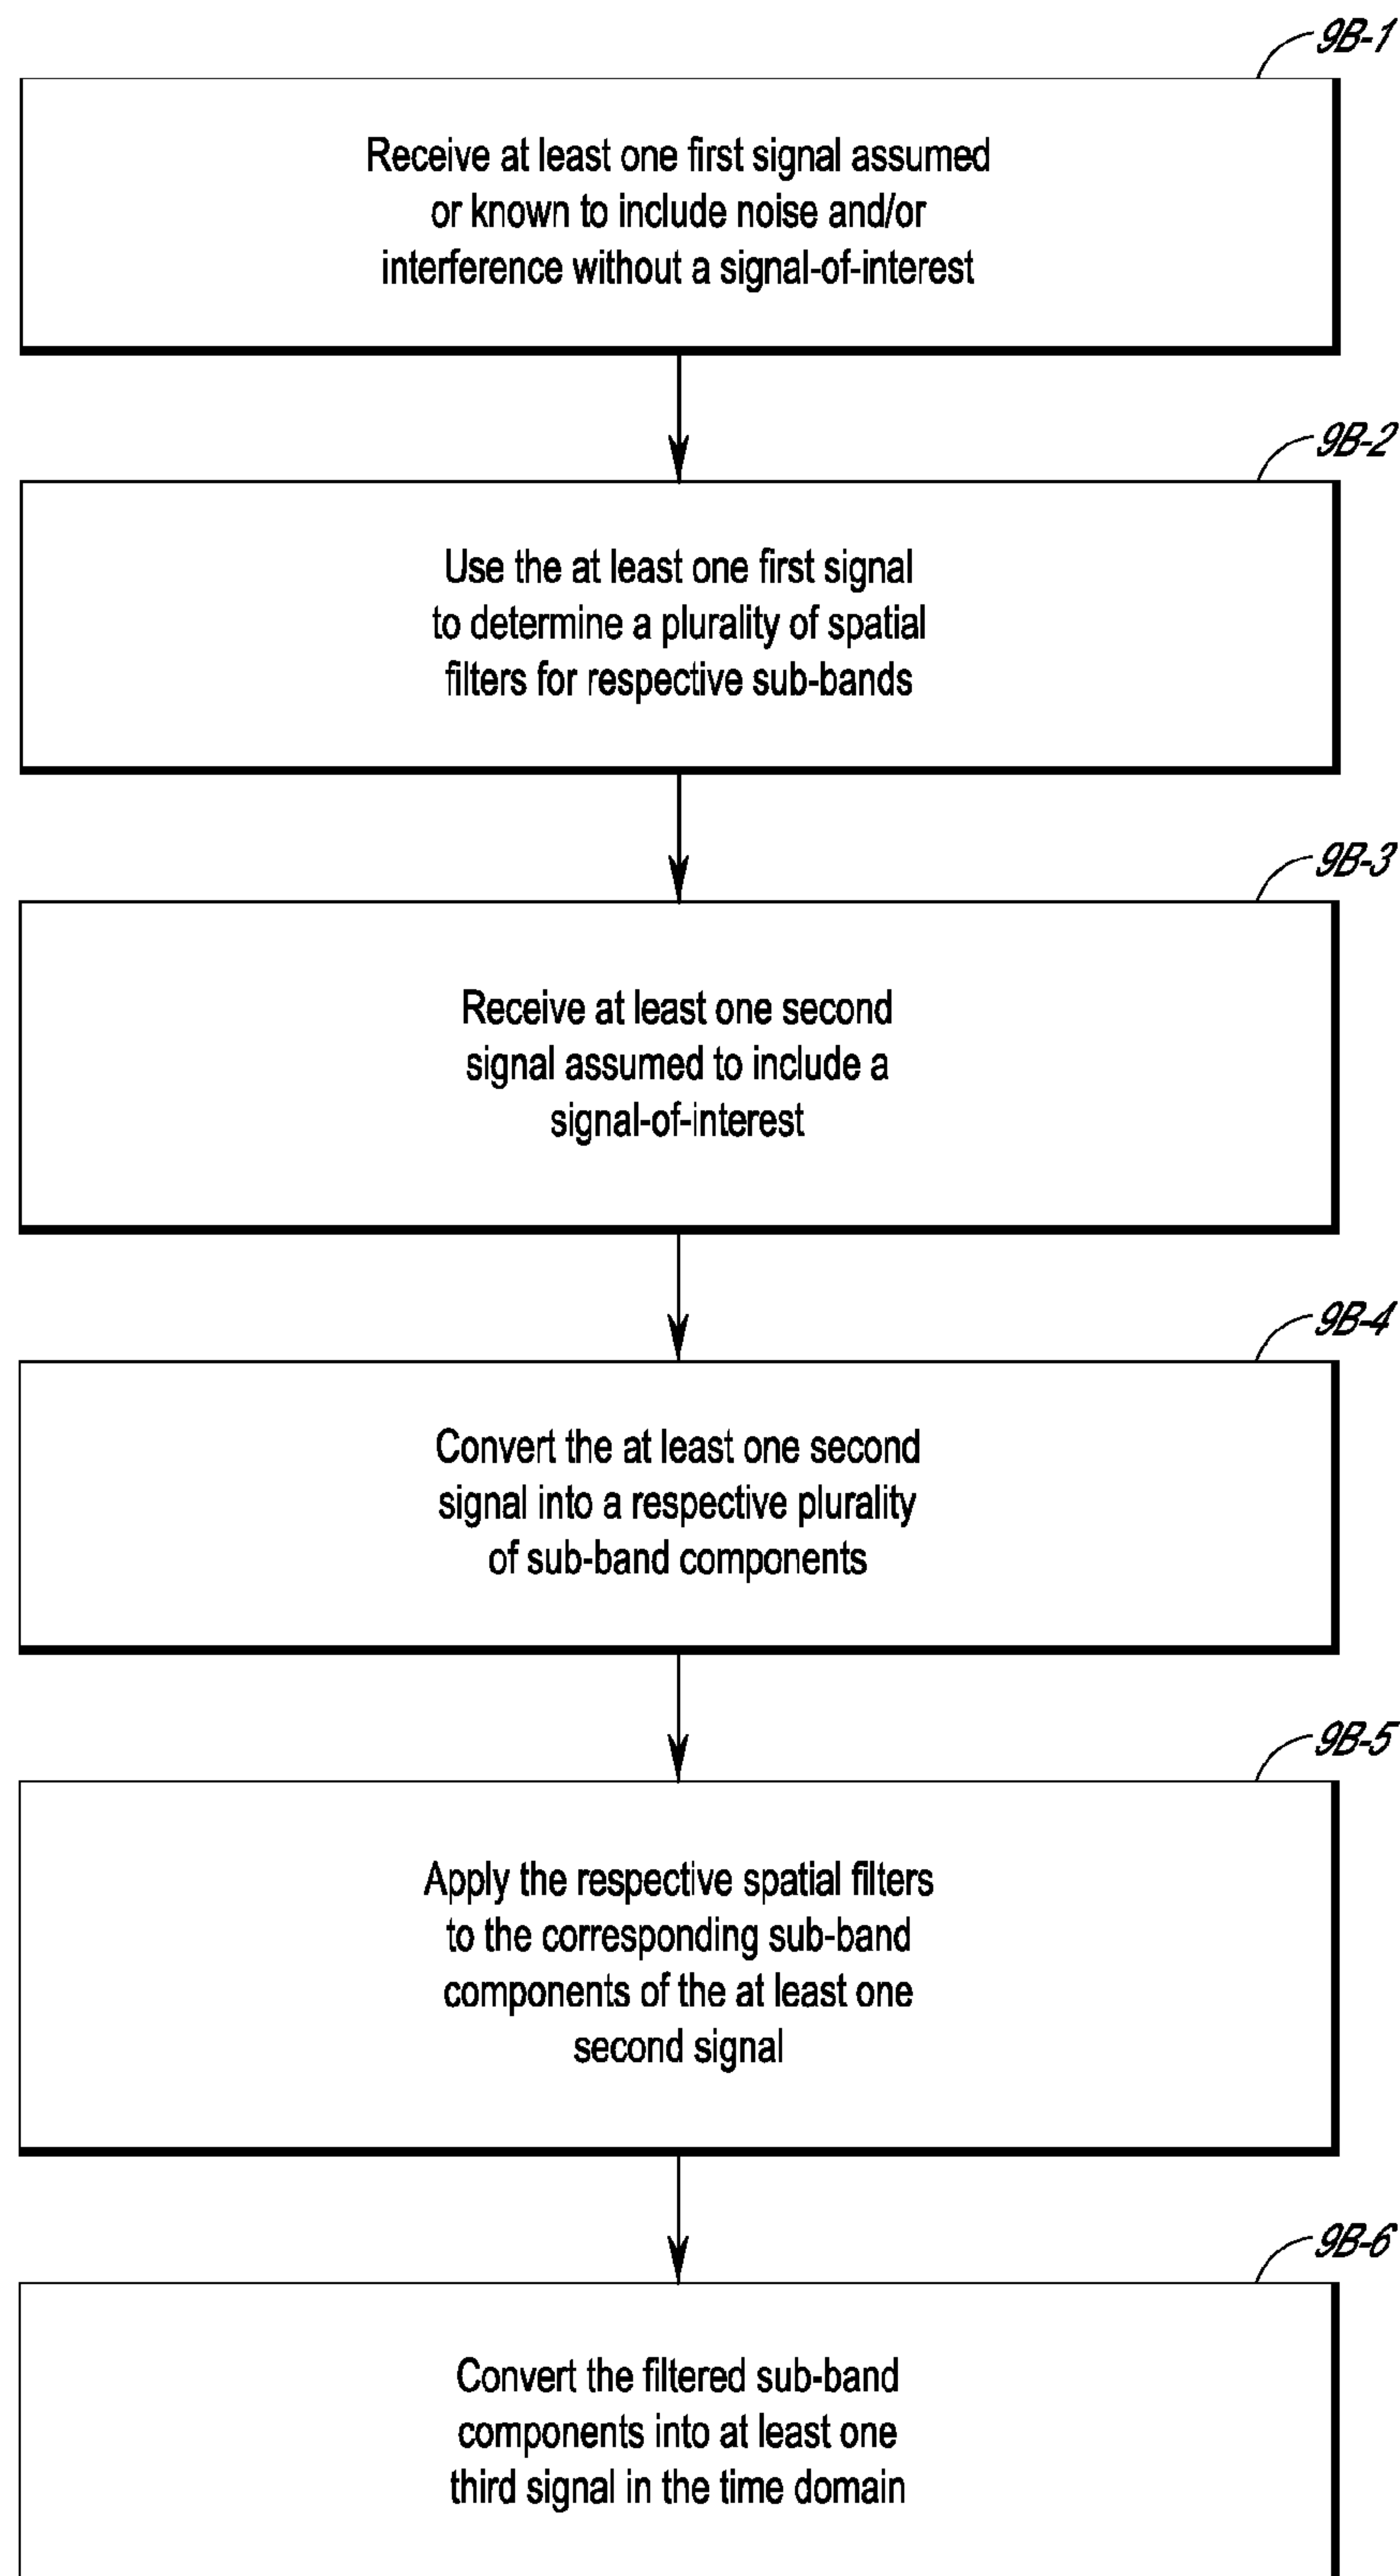 9B-1
Receive at least one first signal assumed
or known to include noise and/or
interference without a signal-of-interest
9B-2
Use the at least one first signal
to determine a plurality of spatial
filters for respective sub-bands
9B-3
Receive at least one second
signal assumed to include a
signal-of-interest
9B-4
Convert the at least one second
signal into a respective plurality
of sub-band components
9B-5
Apply the respective spatial filters
to the corresponding sub-band
components of the at least one
second signal
9B-6
Convert the filtered sub-band
components into at least one
third signal in the time domain